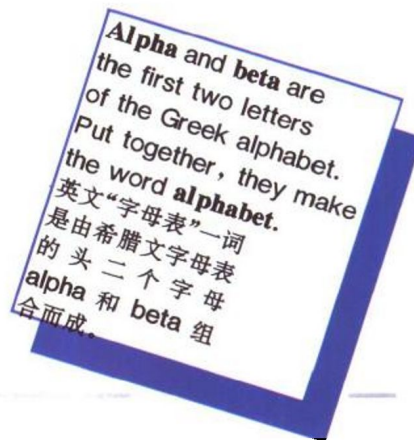 Alpha and beta are
the first two letters
of the Greek alphabet.
Put together, they make
the word alphabet.
英文“字母表”一词
是由希腊文字母表
的头二个字母
alpha 和 beta 组
合而成。